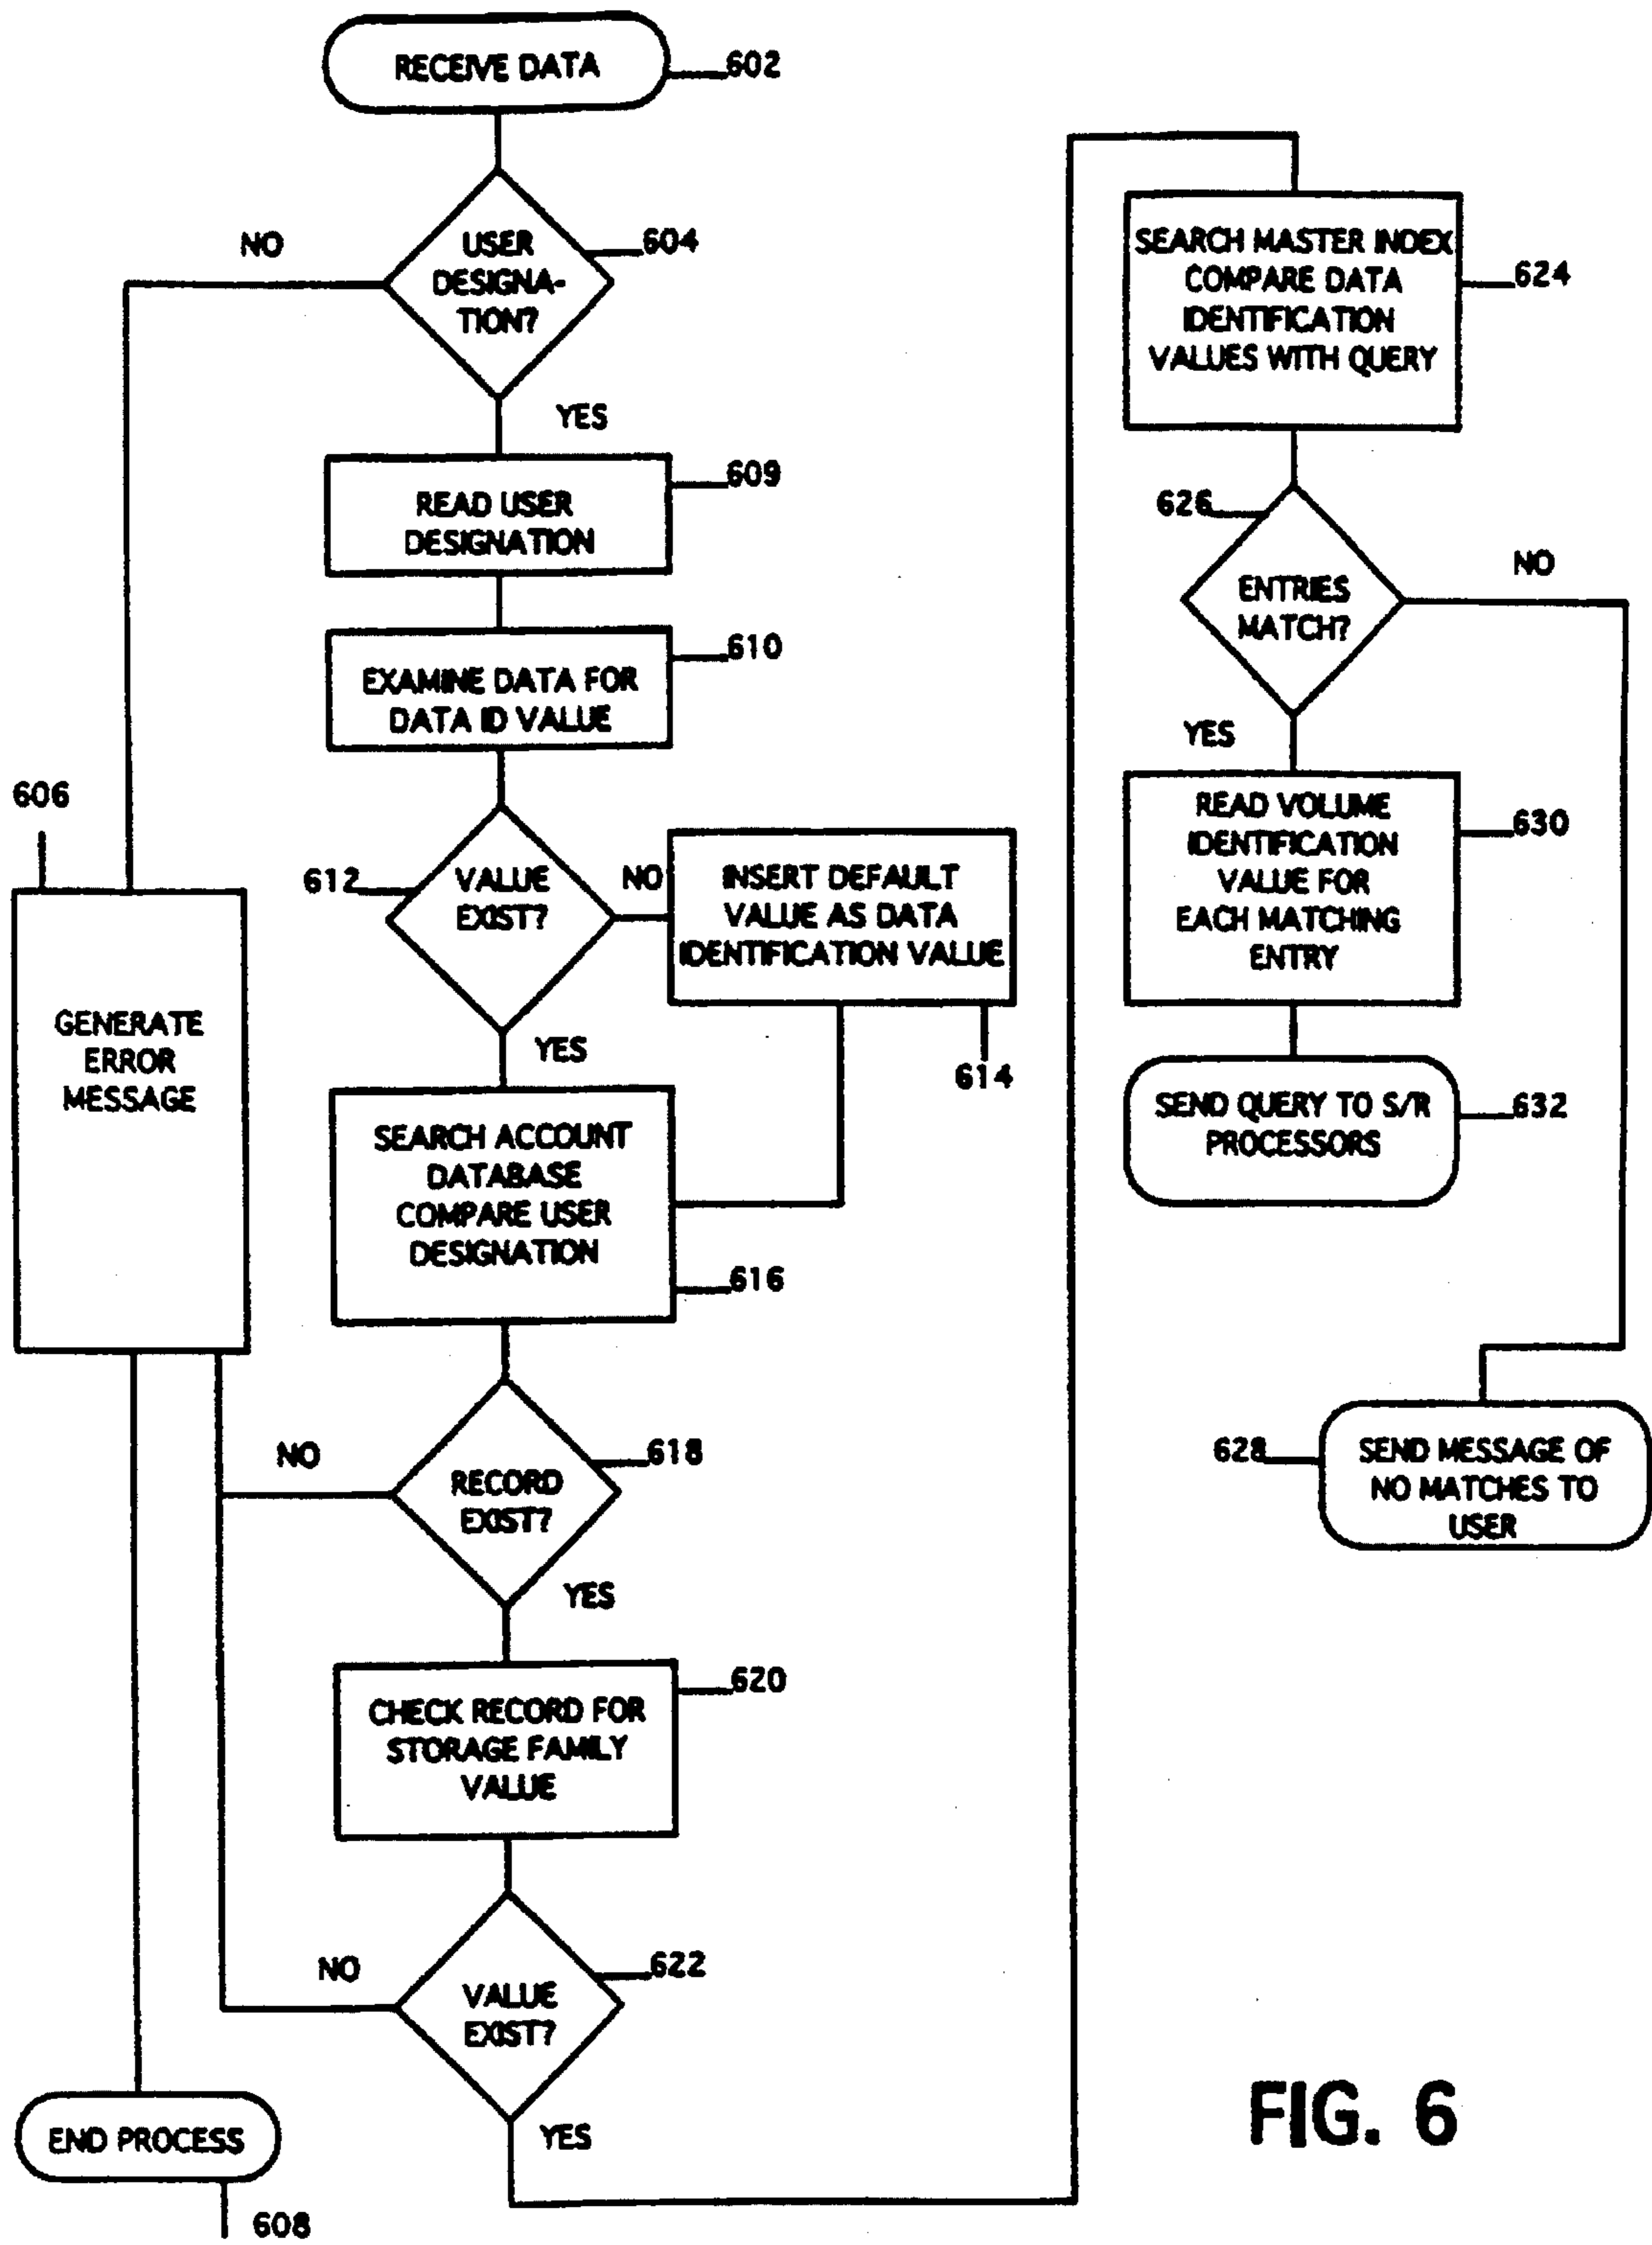 RECEIVE DATA
602
USER
DESIGNA-
TION?
604
NO
YES
READ USER
DESIGNATION
609
EXAMINE DATA FOR
DATA ID VALUE
610
606
GENERATE
ERROR
MESSAGE
612
VALUE
EXIST?
NO
INSERT DEFAULT
VALUE AS DATA
IDENTIFICATION VALUE
614
YES
SEARCH ACCOUNT
DATABASE
COMPARE USER
DESIGNATION
616
RECORD
EXIST?
618
NO
YES
CHECK RECORD FOR
STORAGE FAMILY
VALUE
620
VALUE
EXIST?
622
NO
YES
END PROCESS
608
SEARCH MASTER INDEX
COMPARE DATA
IDENTIFICATION
VALUES WITH QUERY
624
626
ENTRIES
MATCH?
NO
YES
READ VOLUME
IDENTIFICATION
VALUE FOR
EACH MATCHING
ENTRY
630
SEND QUERY TO S/R
PROCESSORS
632
628
SEND MESSAGE OF
NO MATCHES TO
USER
FIG. 6